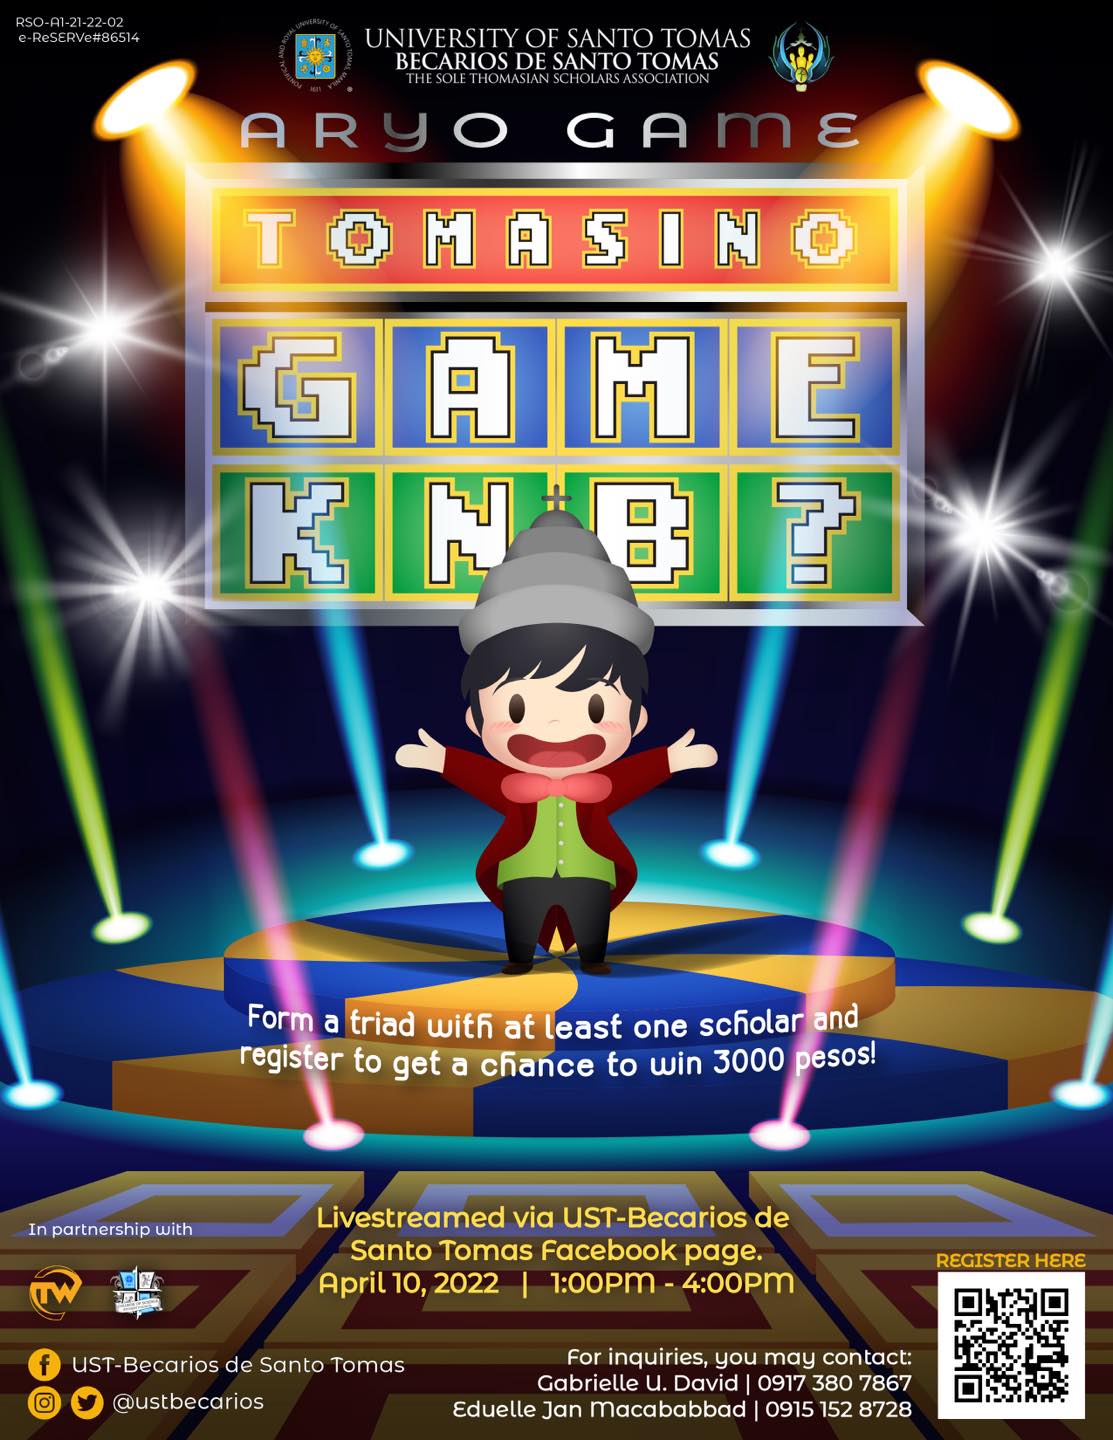 RSO-A1-21-22-02
e-ReSERVe#86514
UNIVERSITY OF SANTO TOMAS
BECARIOS DE SANTO TOMAS
THE SOLE THOMASIAN SCHOLARS ASSOCIATION
ARYO GAME
TOMASINO
GAME
KNB?
Form a triad with at least one scholar and
register to get a chance to win 3000 pesos!
Livestreamed via UST-Becarios de
Santo Tomas Facebook page.
April 10, 2022 | 1:00PM - 4:00PM
In partnership with
TW
UST-Becarios de Santo Tomas
@ustbecarios
REGISTER HERE
For inquiries, you may contact:
Gabrielle U. David | 0917 380 7867
Eduelle Jan Macababbad | 0915 152 8728